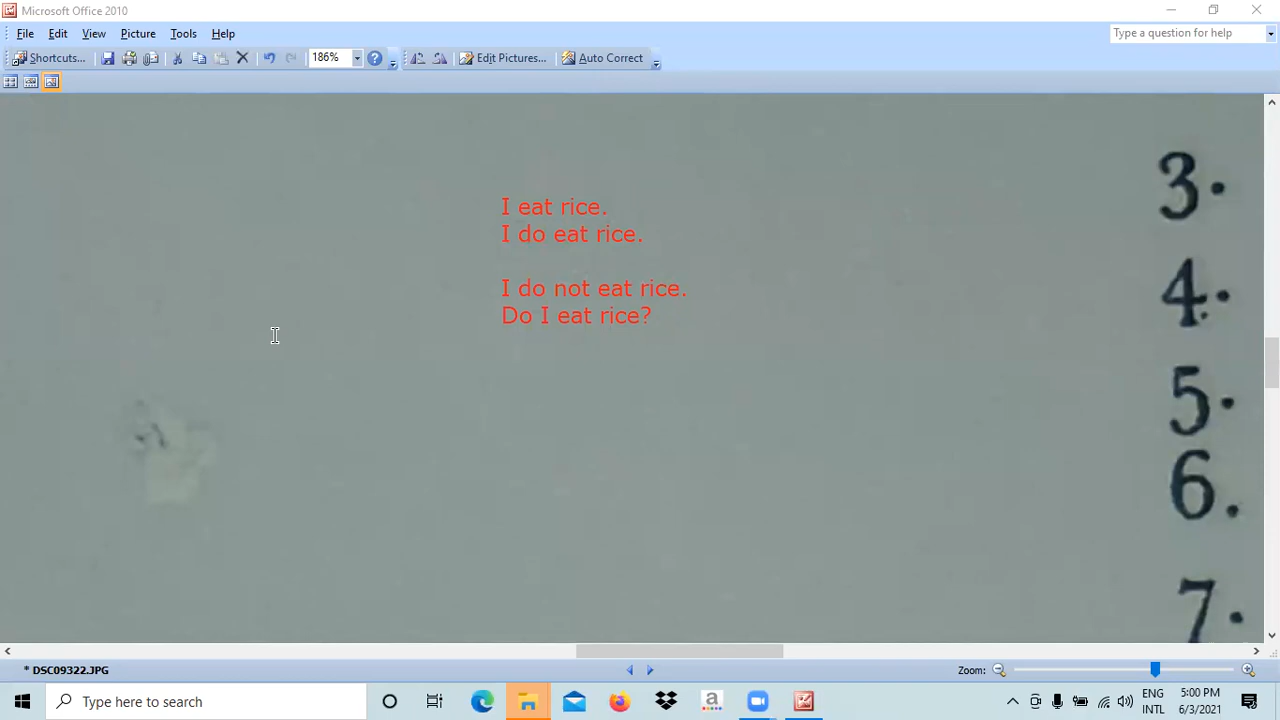 Microsoft Office 2010
File Edit View Picture Tools Help
Type a question for help
Shortcuts... 186% Edit Pictures... Auto Correct
I eat rice.
I do eat rice.
I do not eat rice.
Do I eat rice?
3.
4.
5.
6.
7.
* DSC09322.JPG
Zoom:
Type here to search
a
ENG
INTL
5:00 PM
6/3/2021